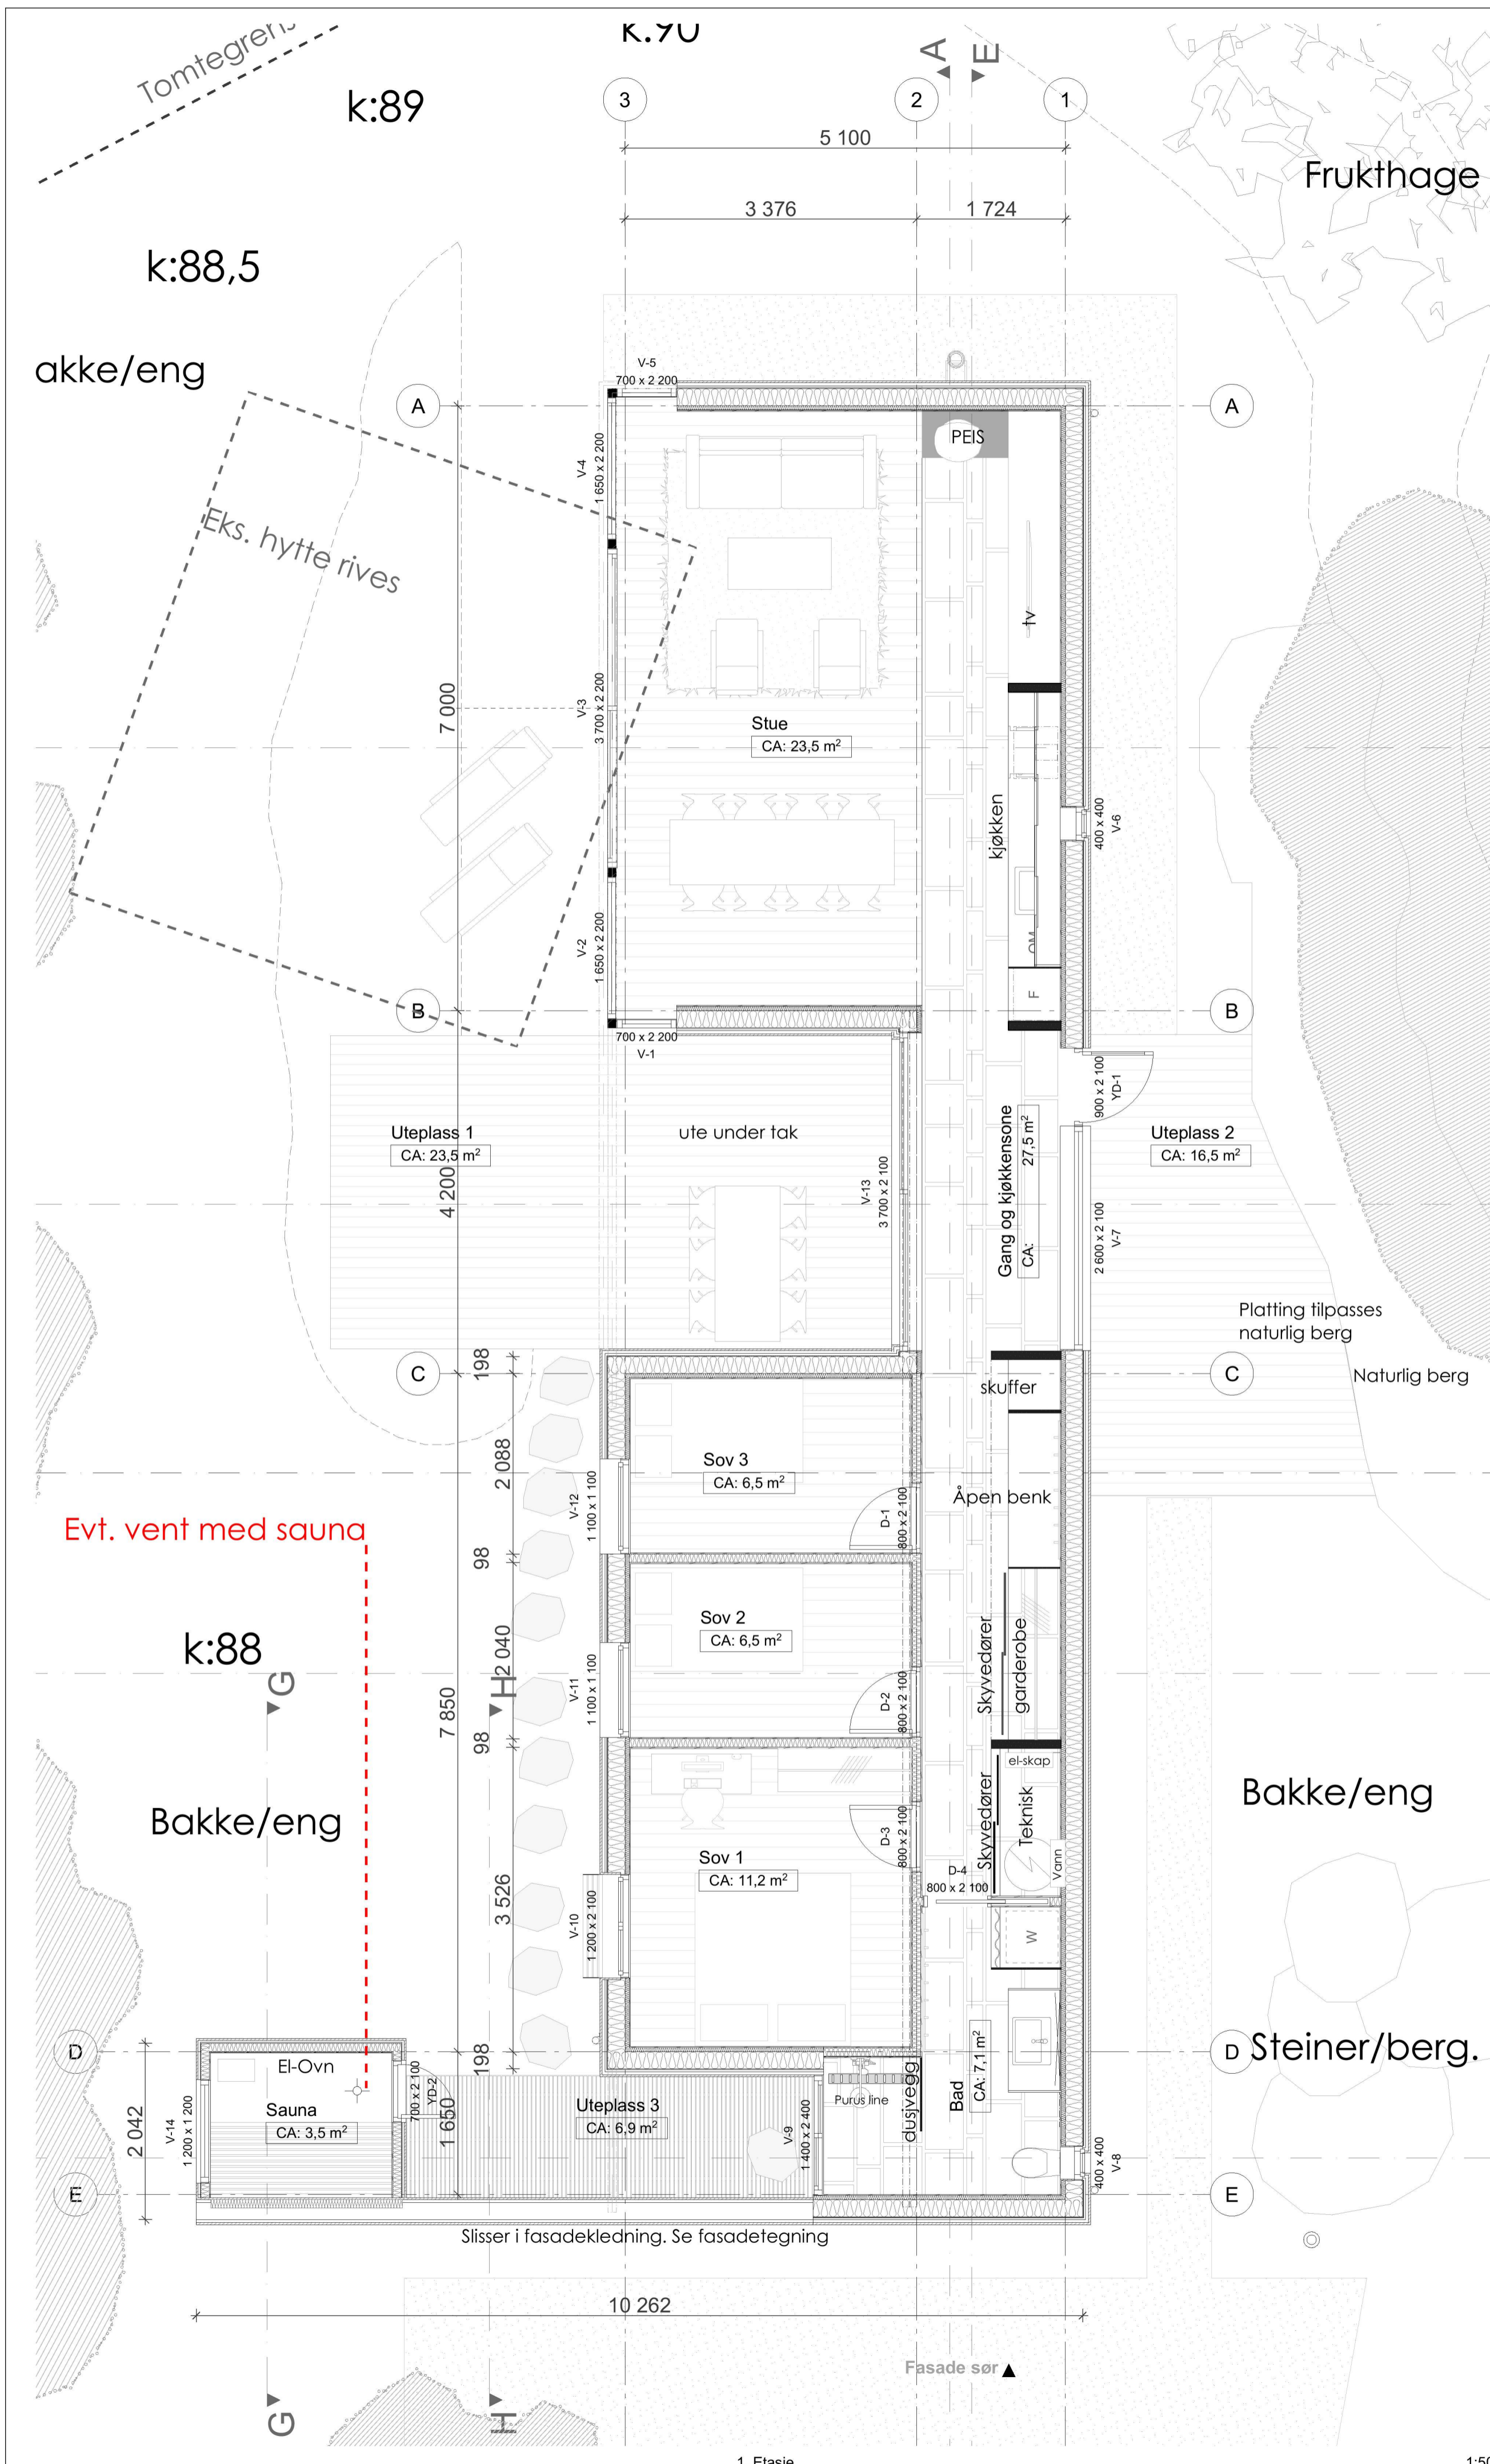 Tomtegrens
k:90
k:89
k:88,5
akke/eng
A
E
3
2
1
5 100
3 376
1 724
Frukthage
V-5
700 x 2 200
A
A
PEIS
V-4
1 650 x 2 200
Eks. hytte rives
tv
7 000
V-3
3 700 x 2 200
Stue
CA: 23,5 m²
kjøkken
400 x 400
V-6
V-2
1 650 x 2 200
OM
F
B
B
700 x 2 200
V-1
900 x 2 100
YD-1
Uteplass 1
CA: 23,5 m²
ute under tak
Gang og kjøkkensone
CA: 27,5 m²
Uteplass 2
CA: 16,5 m²
4 200
V-13
3 700 x 2 100
2 600 x 2 100
V-7
Platting tilpasses
naturlig berg
Naturlig berg
C
198
C
skuffer
2 088
Sov 3
CA: 6,5 m²
V-12
1 100 x 1 100
D-1
800 x 2 100
Åpen benk
Evt. vent med sauna
98
k:88
Sov 2
CA: 6,5 m²
2 040
V-11
1 100 x 1 100
D-2
800 x 2 100
Skyvedører
garderobe
G
H
7 850
98
el-skap
Teknisk
Skyvedører
Vann
Bakke/eng
Bakke/eng
Sov 1
CA: 11,2 m²
D-3
800 x 2 100
D-4
800 x 2 100
3 526
V-10
1 200 x 2 100
W
D
198
D
Steiner/berg.
El-Ovn
Sauna
CA: 3,5 m²
700 x 2 100
YD-2
1 650
Uteplass 3
CA: 6,9 m²
Purus line
dusjvegg
Bad
CA: 7,1 m²
2 042
V-14
1 200 x 1 200
V-9
1 400 x 2 400
400 x 400
V-8
E
E
Slisser i fasadekledning. Se fasadetegning
10 262
Fasade sør
G
H
1. Etasje
1:50